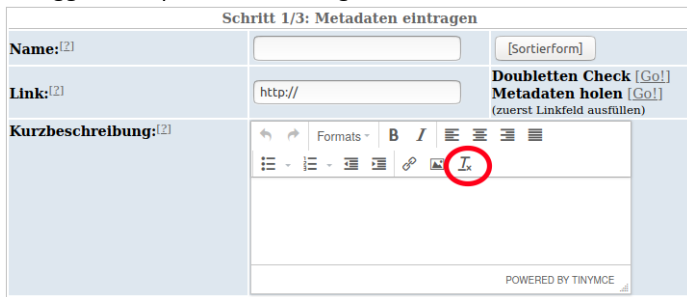 Schritt 1/3: Metadaten eintragen
Name:[?]
[Sortierform]
Link:[?]
http://
Doubletten Check [Go!]
Metadaten holen [Go!]
(zuerst Linkfeld ausfüllen)
Kurzbeschreibung:[?]
Formats B I
POWERED BY TINYMCE